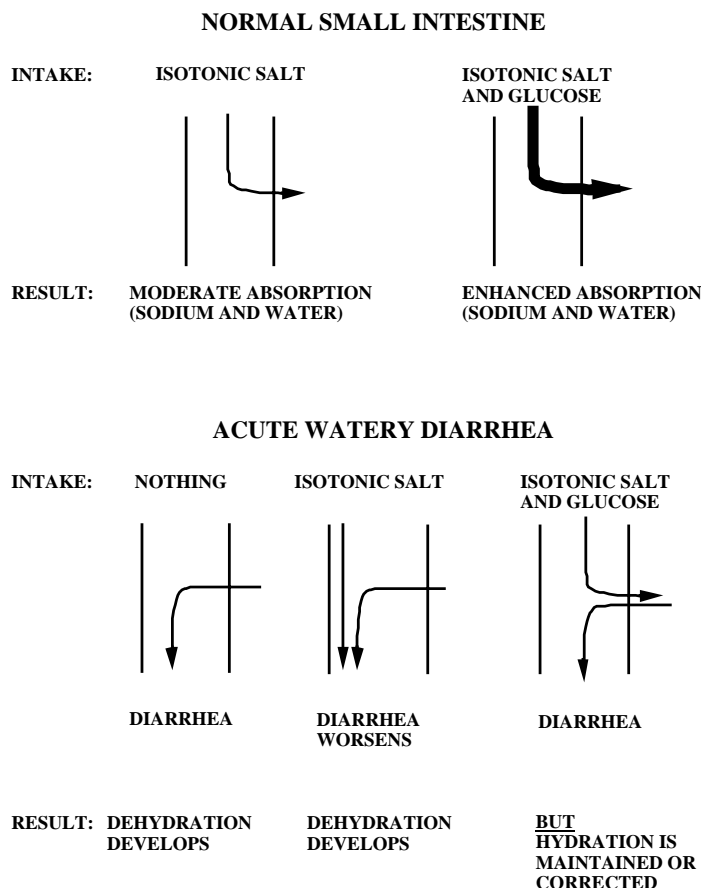 NORMAL SMALL INTESTINE
INTAKE: ISOTONIC SALT ISOTONIC SALT
AND GLUCOSE
RESULT: MODERATE ABSORPTION ENHANCED ABSORPTION
(SODIUM AND WATER) (SODIUM AND WATER)
ACUTE WATERY DIARRHEA
INTAKE: NOTHING ISOTONIC SALT ISOTONIC SALT
AND GLUCOSE
DIARRHEA DIARRHEA DIARRHEA
WORSENS
RESULT: DEHYDRATION DEHYDRATION BUT
DEVELOPS DEVELOPS HYDRATION IS
MAINTAINED OR
CORRECTED